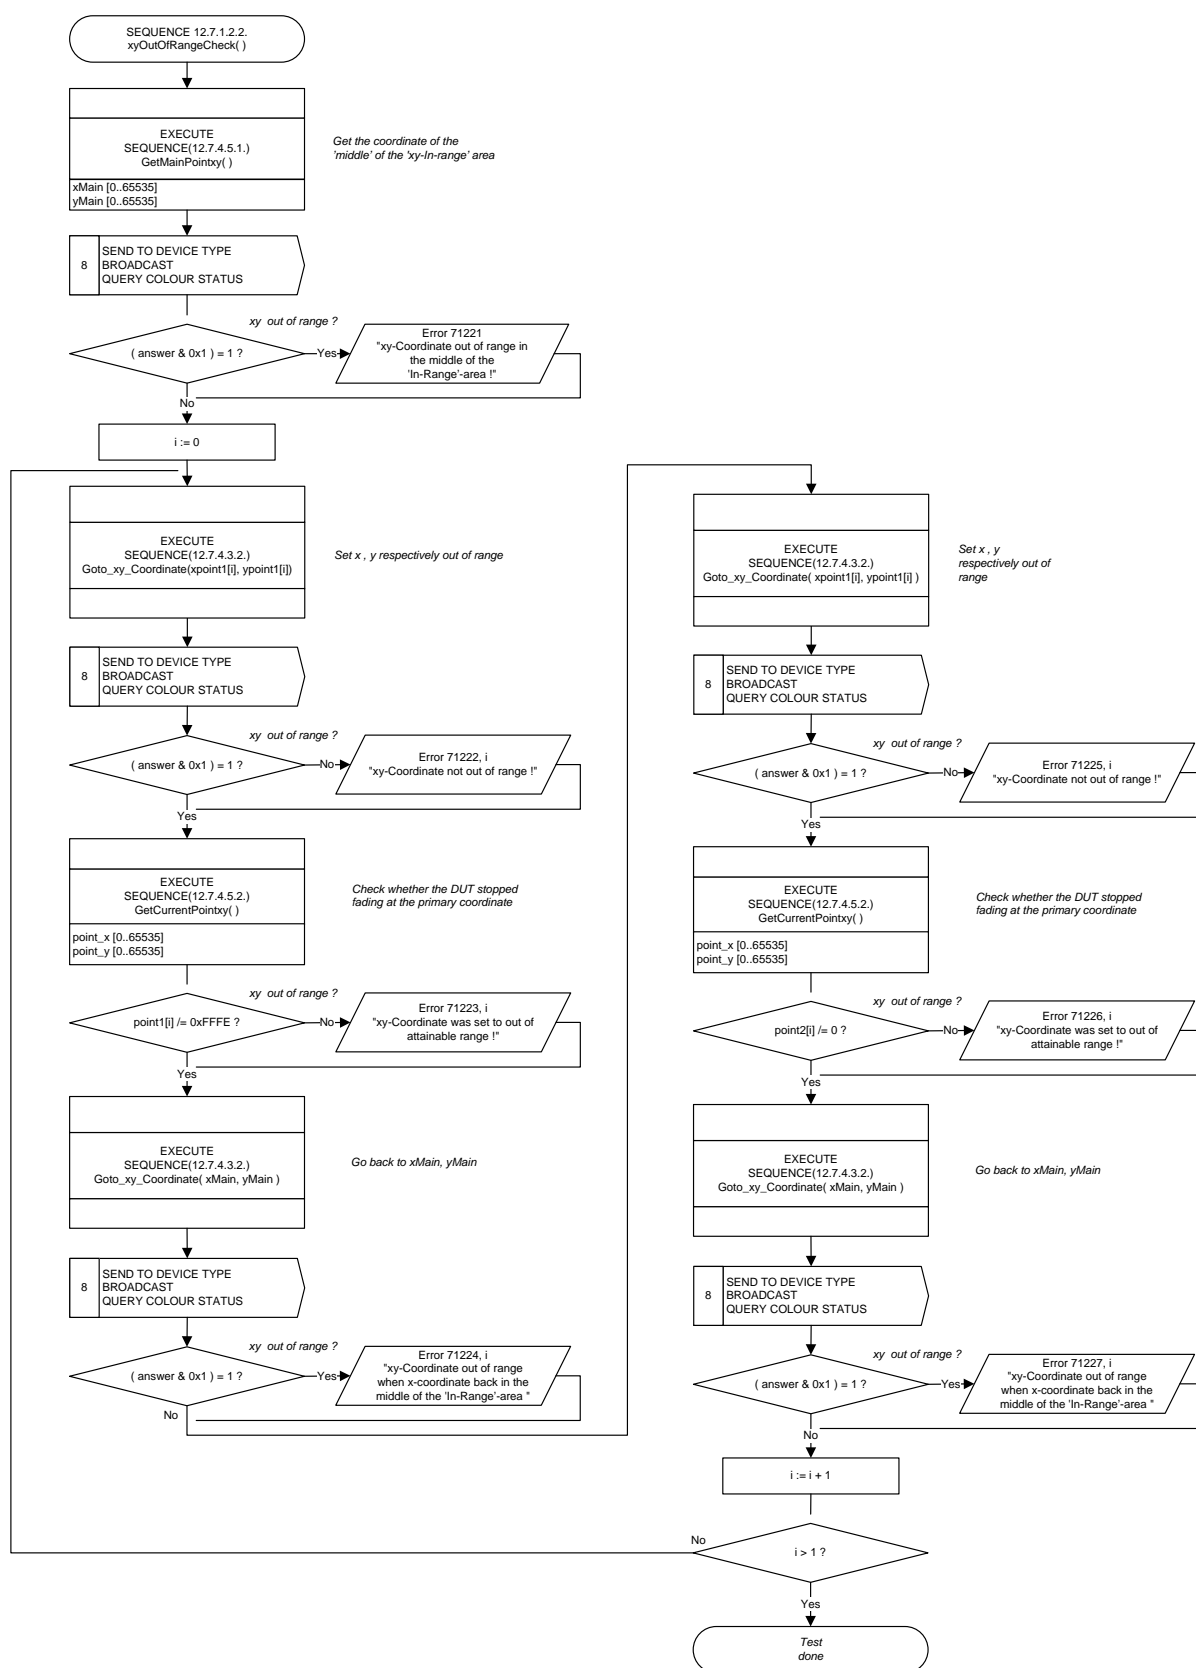 SEQUENCE 12.7.1.2.2.
xyOutOfRangeCheck( )
EXECUTE
SEQUENCE(12.7.4.5.1.)
GetMainPointxy( )
xMain [0..65535]
yMain [0..65535]
Get the coordinate of the
'middle' of the 'xy-In-range' area
8
SEND TO DEVICE TYPE
BROADCAST
QUERY COLOUR STATUS
xy out of range ?
( answer & 0x1 ) = 1 ?
Yes
Error 71221
"xy-Coordinate out of range in
the middle of the
'In-Range'-area !"
No
i := 0
EXECUTE
SEQUENCE(12.7.4.3.2.)
Goto_xy_Coordinate(xpoint1[i], ypoint1[i])
Set x , y respectively out of range
8
SEND TO DEVICE TYPE
BROADCAST
QUERY COLOUR STATUS
xy out of range ?
( answer & 0x1 ) = 1 ?
No
Error 71222, i
"xy-Coordinate not out of range !"
Yes
EXECUTE
SEQUENCE(12.7.4.5.2.)
GetCurrentPointxy( )
point_x [0..65535]
point_y [0..65535]
Check whether the DUT stopped
fading at the primary coordinate
xy out of range ?
point1[i] /= 0xFFFE ?
No
Error 71223, i
"xy-Coordinate was set to out of
attainable range !"
Yes
EXECUTE
SEQUENCE(12.7.4.3.2.)
Goto_xy_Coordinate( xMain, yMain )
Go back to xMain, yMain
8
SEND TO DEVICE TYPE
BROADCAST
QUERY COLOUR STATUS
xy out of range ?
( answer & 0x1 ) = 1 ?
Yes
Error 71224, i
"xy-Coordinate out of range
when x-coordinate back in the
middle of the 'In-Range'-area "
No
EXECUTE
SEQUENCE(12.7.4.3.2.)
Goto_xy_Coordinate( xpoint1[i], ypoint1[i] )
Set x , y
respectively out of
range
8
SEND TO DEVICE TYPE
BROADCAST
QUERY COLOUR STATUS
xy out of range ?
( answer & 0x1 ) = 1 ?
No
Error 71225, i
"xy-Coordinate not out of range !"
Yes
EXECUTE
SEQUENCE(12.7.4.5.2.)
GetCurrentPointxy( )
point_x [0..65535]
point_y [0..65535]
Check whether the DUT stopped
fading at the primary coordinate
xy out of range ?
point2[i] /= 0 ?
No
Error 71226, i
"xy-Coordinate was set to out of
attainable range !"
Yes
EXECUTE
SEQUENCE(12.7.4.3.2.)
Goto_xy_Coordinate( xMain, yMain )
Go back to xMain, yMain
8
SEND TO DEVICE TYPE
BROADCAST
QUERY COLOUR STATUS
xy out of range ?
( answer & 0x1 ) = 1 ?
Yes
Error 71227, i
"xy-Coordinate out of range
when x-coordinate back in the
middle of the 'In-Range'-area "
No
i := i + 1
No
i > 1 ?
Yes
Test
done